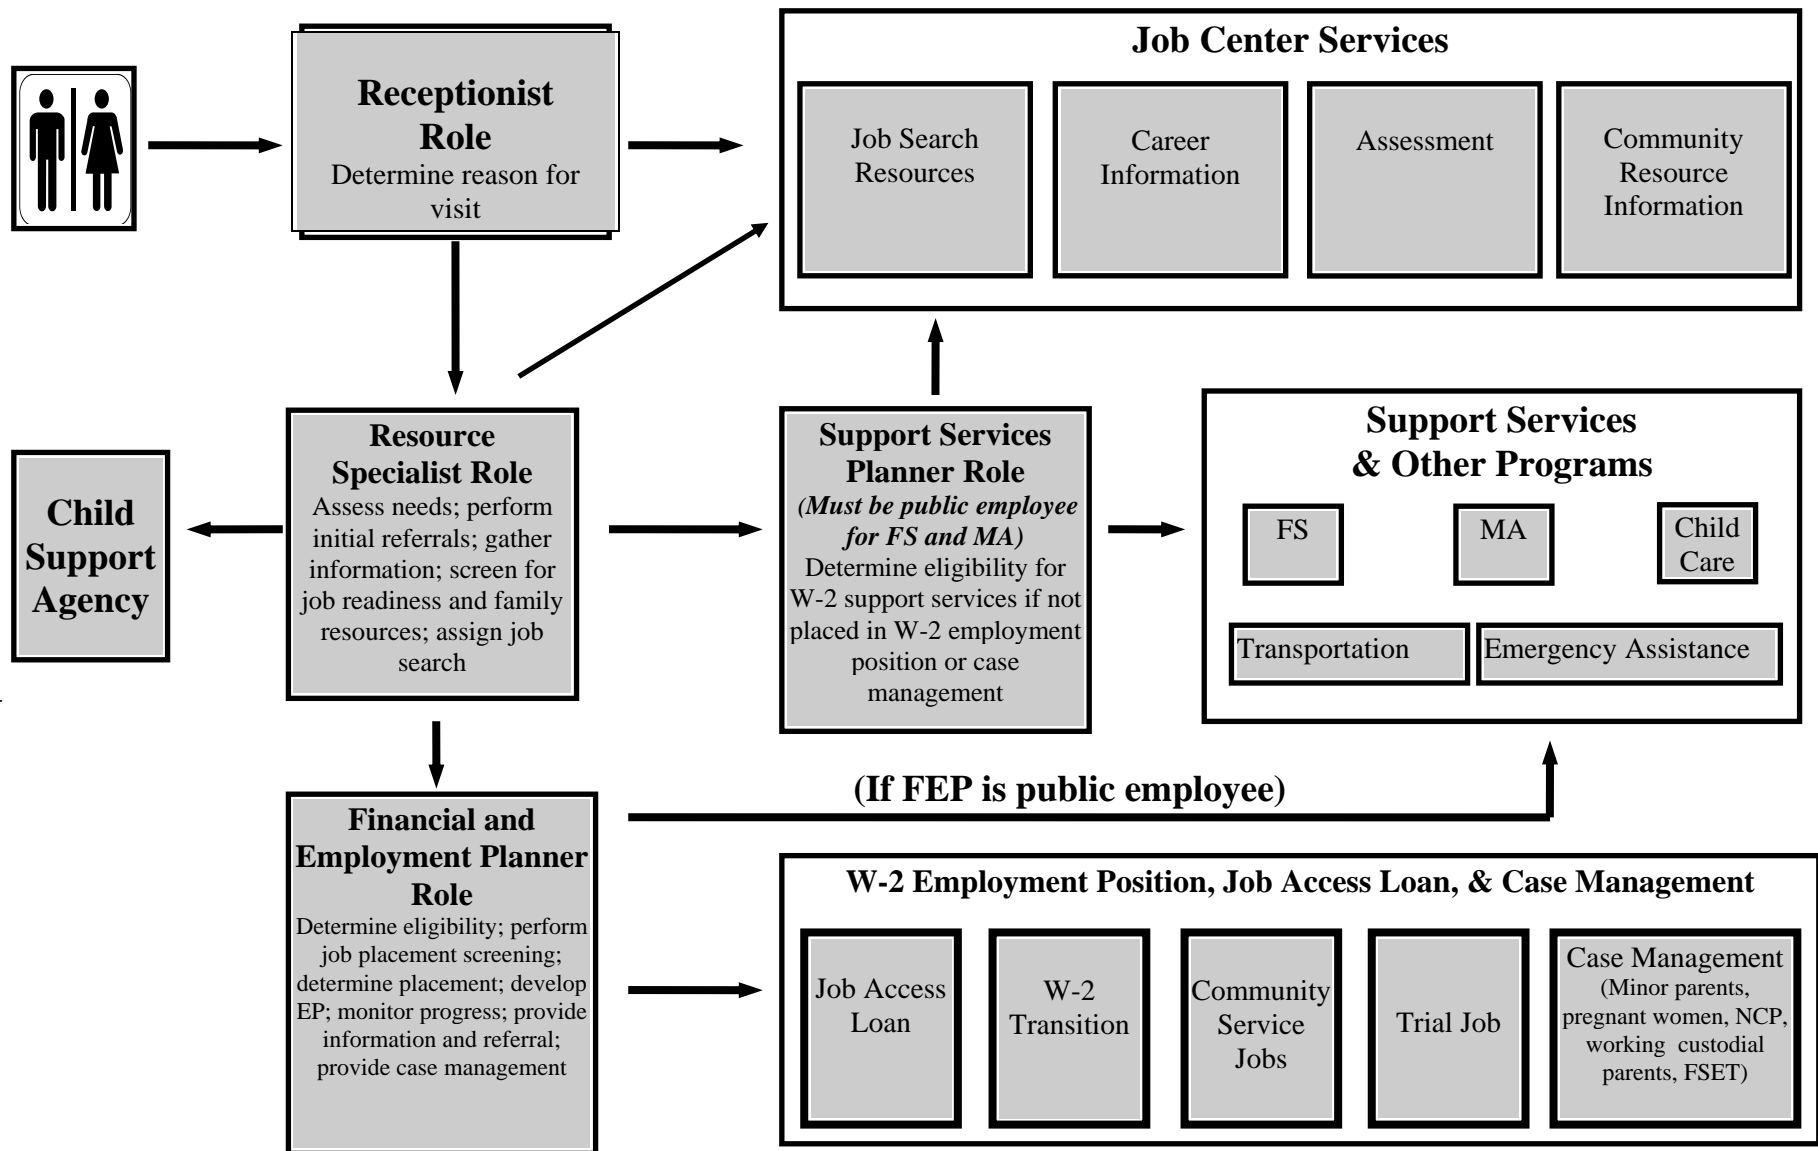 Receptionist
Role
Determine reason for
visit
Job Center Services
Job Search
Resources
Career
Information
Assessment
Community
Resource
Information
Child
Support
Agency
Resource
Specialist Role
Assess needs; perform
initial referrals; gather
information; screen for
job readiness and family
resources; assign job
search
Support Services
Planner Role
(Must be public employee
for FS and MA)
Determine eligibility for
W-2 support services if not
placed in W-2 employment
position or case
management
Support Services
& Other Programs
FS
MA
Child
Care
Transportation
Emergency Assistance
(If FEP is public employee)
Financial and
Employment Planner
Role
Determine eligibility; perform
job placement screening;
determine placement; develop
EP; monitor progress; provide
information and referral;
provide case management
W-2 Employment Position, Job Access Loan, & Case Management
Job Access
Loan
W-2
Transition
Community
Service
Jobs
Trial Job
Case Management
(Minor parents,
pregnant women, NCP,
working custodial
parents, FSET)